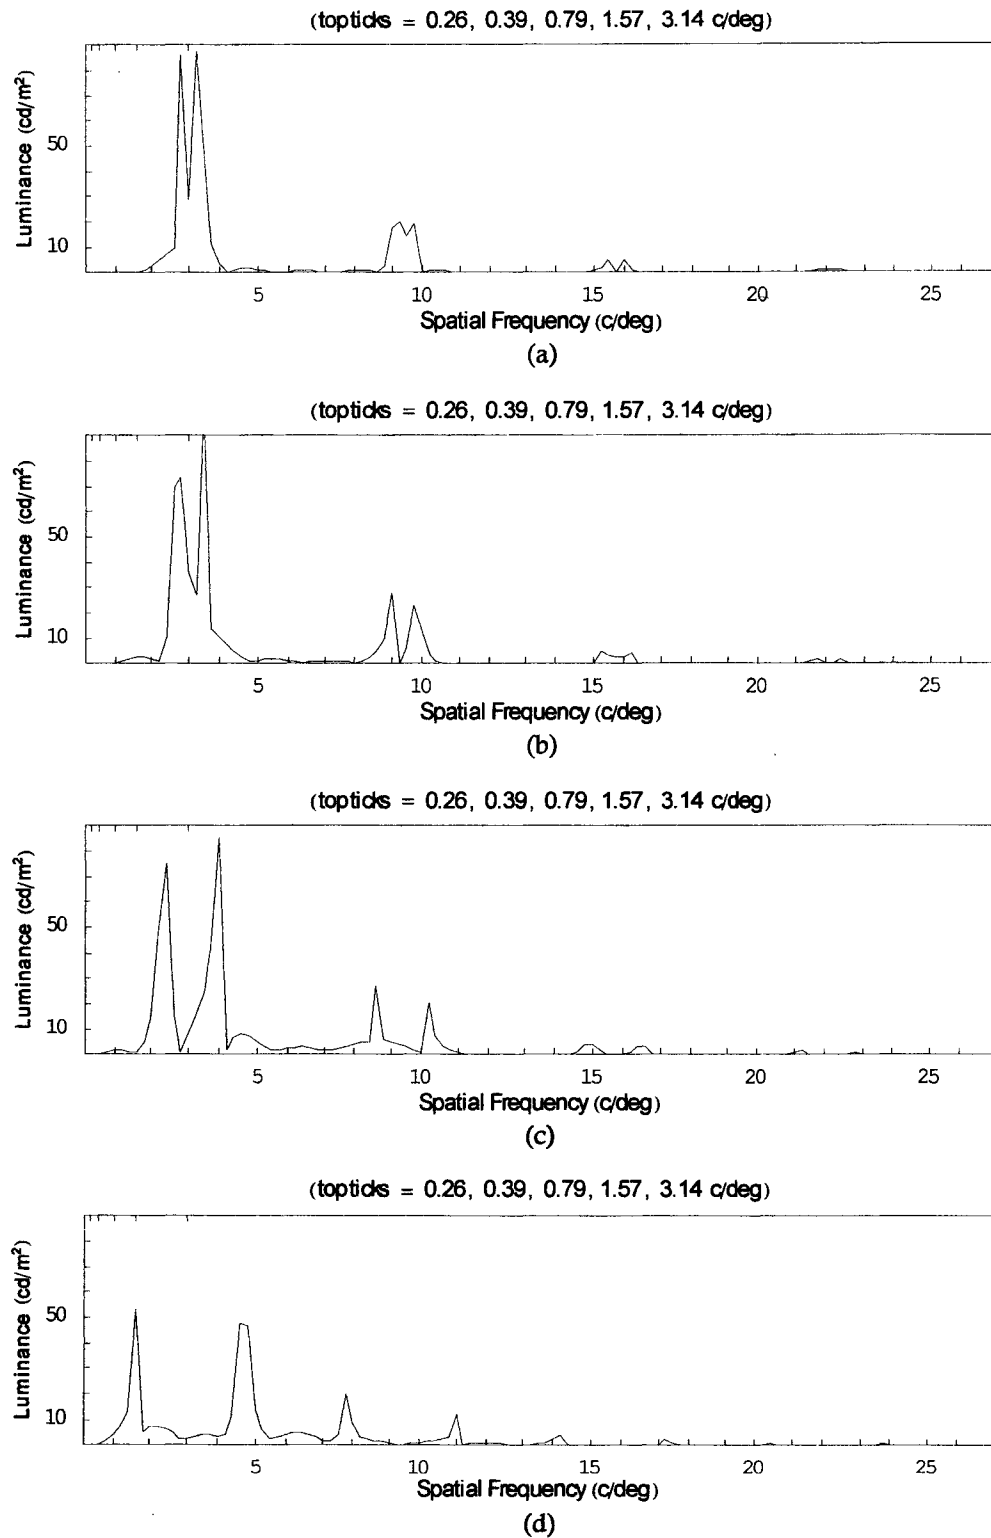 (topticks = 0.26, 0.39, 0.79, 1.57, 3.14 c/deg)
Luminance (cd/m²)
50
10
5 10 15 20 25
Spatial Frequency (c/deg)
(a)
(topticks = 0.26, 0.39, 0.79, 1.57, 3.14 c/deg)
Luminance (cd/m²)
50
10
5 10 15 20 25
Spatial Frequency (c/deg)
(b)
(topticks = 0.26, 0.39, 0.79, 1.57, 3.14 c/deg)
Luminance (cd/m²)
50
10
5 10 15 20 25
Spatial Frequency (c/deg)
(c)
(topticks = 0.26, 0.39, 0.79, 1.57, 3.14 c/deg)
Luminance (cd/m²)
50
10
5 10 15 20 25
Spatial Frequency (c/deg)
(d)